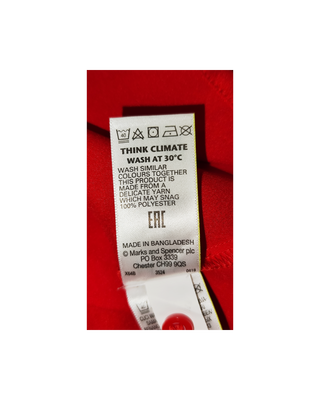 THINK CLIMATE
WASH AT 30°C
WASH SIMILAR
COLOURS TOGETHER
THIS PRODUCT IS
MADE FROM A
DELICATE YARN
WHICH MAY SNAG
100% POLYESTER
EAC
MADE IN BANGLADESH
© Marks and Spencer plc
PO Box 3339
Chester CH99 9QS